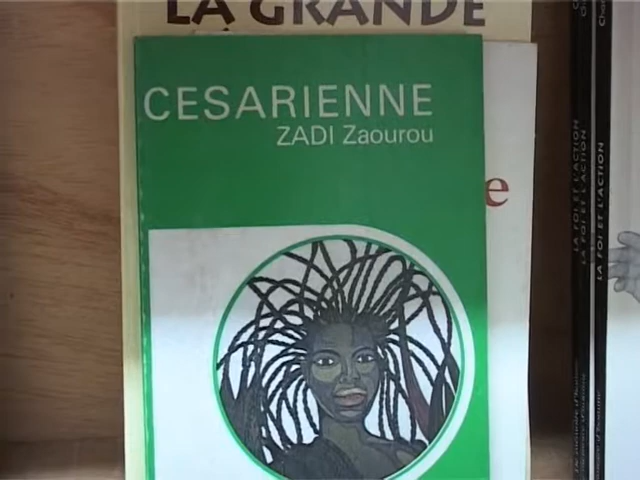 LA GRANDE
CESARIENNE
ZADI Zaourou
e
LA FOI ET L'ACTION
LA FOI ET L'ACTION
LA FOI ET L'ACTION